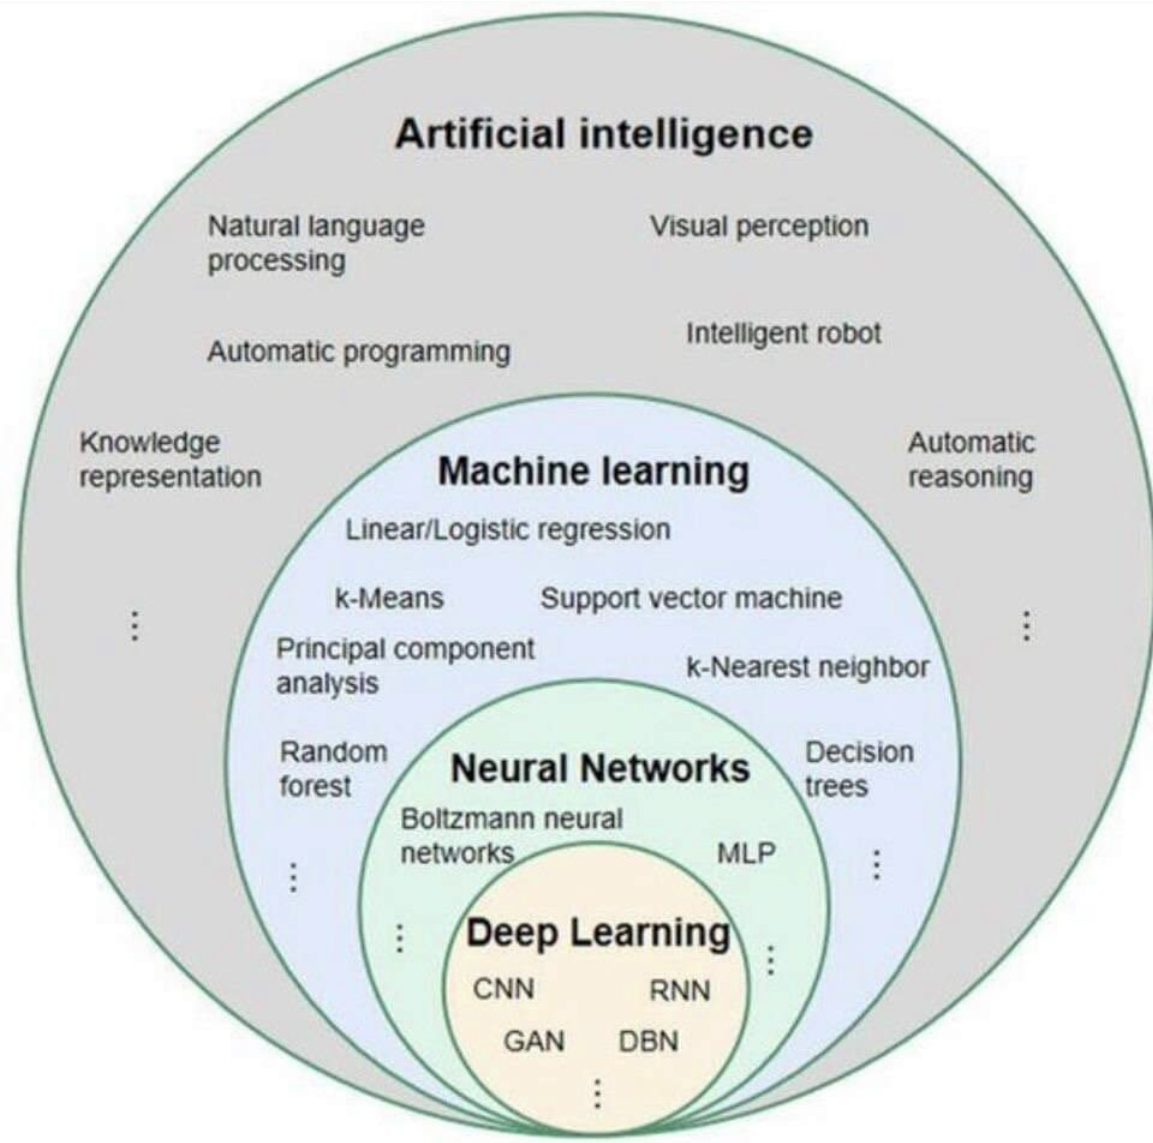 Artificial intelligence
Natural language
processing
Visual perception
Automatic programming
Intelligent robot
Knowledge
representation
Automatic
reasoning
⋮
⋮
Machine learning
Linear/Logistic regression
k-Means
Support vector machine
Principal component
analysis
k-Nearest neighbor
Random
forest
Decision
trees
⋮
⋮
Neural Networks
Boltzmann neural
networks
MLP
⋮
⋮
Deep Learning
CNN
RNN
GAN
DBN
⋮